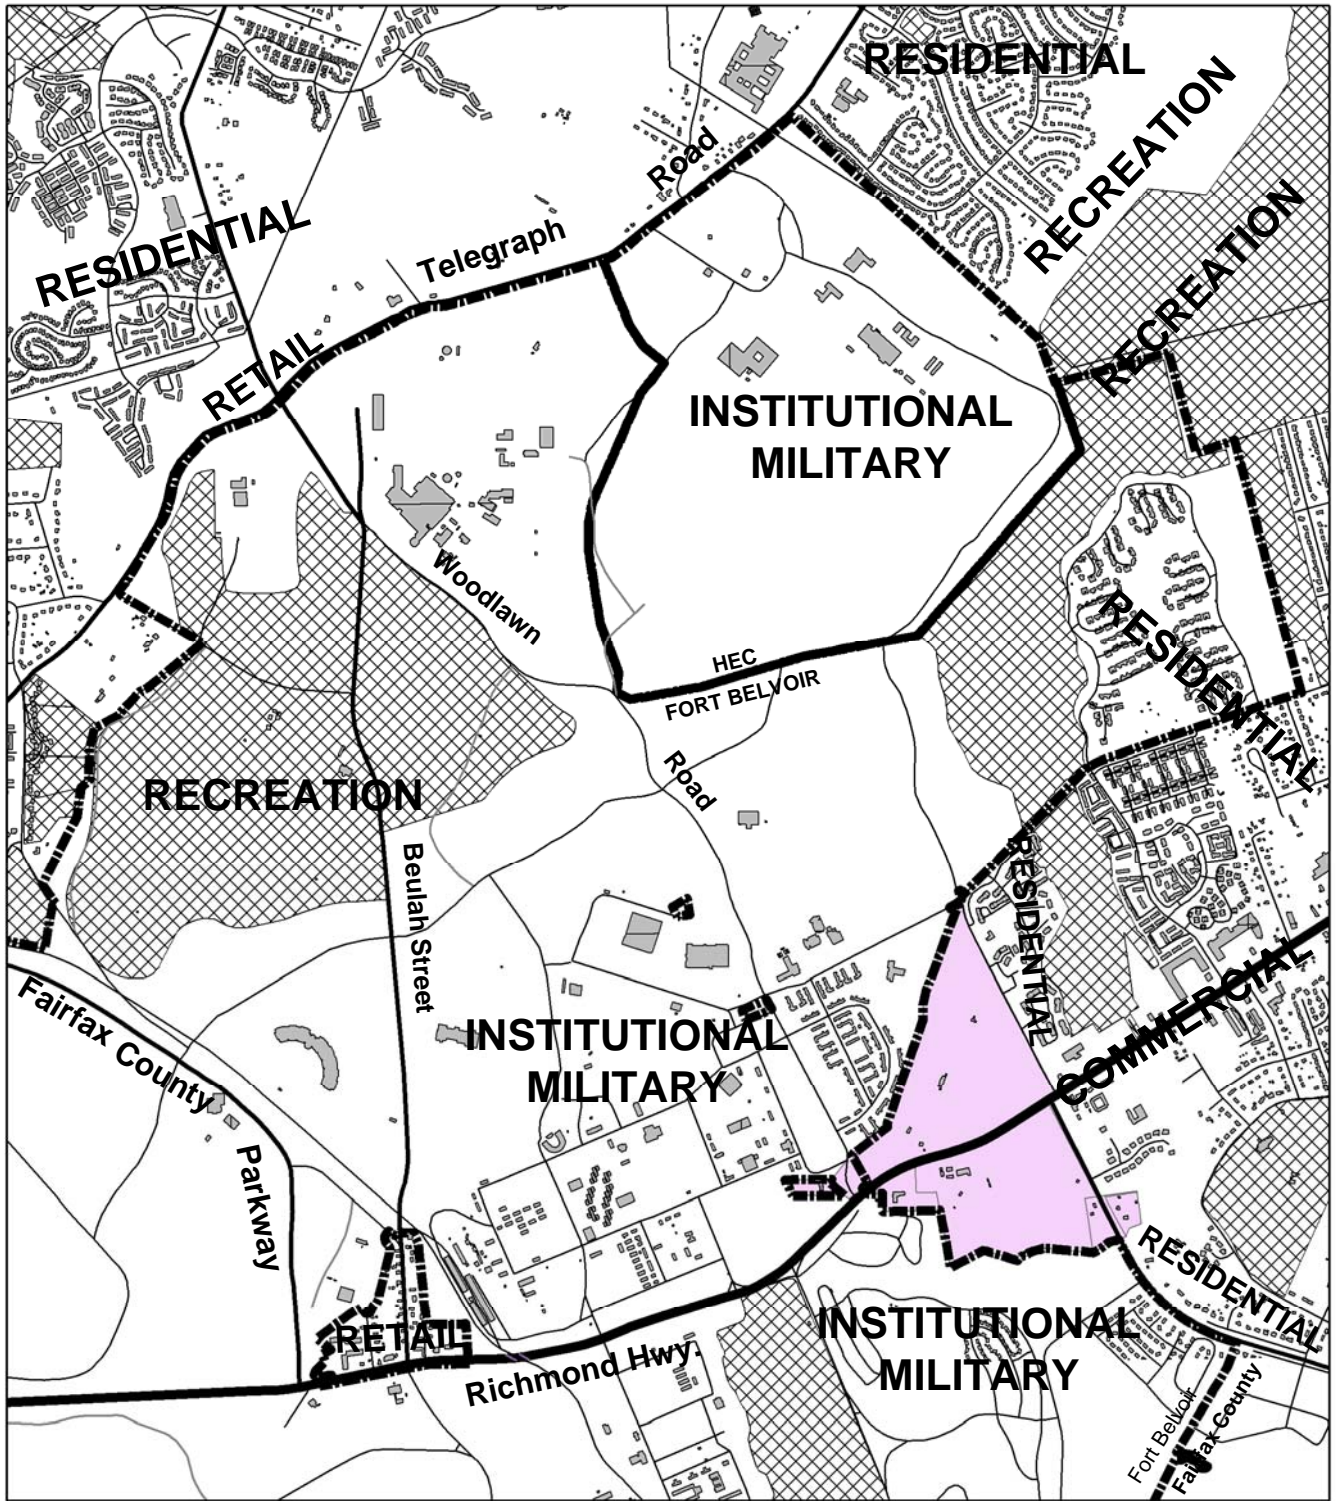 RESIDENTIAL
RECREATION
RECREATION
Telegraph
Road
RESIDENTIAL
RETAIL
INSTITUTIONAL
MILITARY
Woodlawn
Road
HEC
FORT BELVOIR
RESIDENTIAL
RECREATION
Beulah Street
RESIDENTIAL
COMMERCIAL
Fairfax County
Parkway
INSTITUTIONAL
MILITARY
RETAIL
Richmond Hwy.
INSTITUTIONAL
MILITARY
RESIDENTIAL
Fort Belvoir
Fairfax County